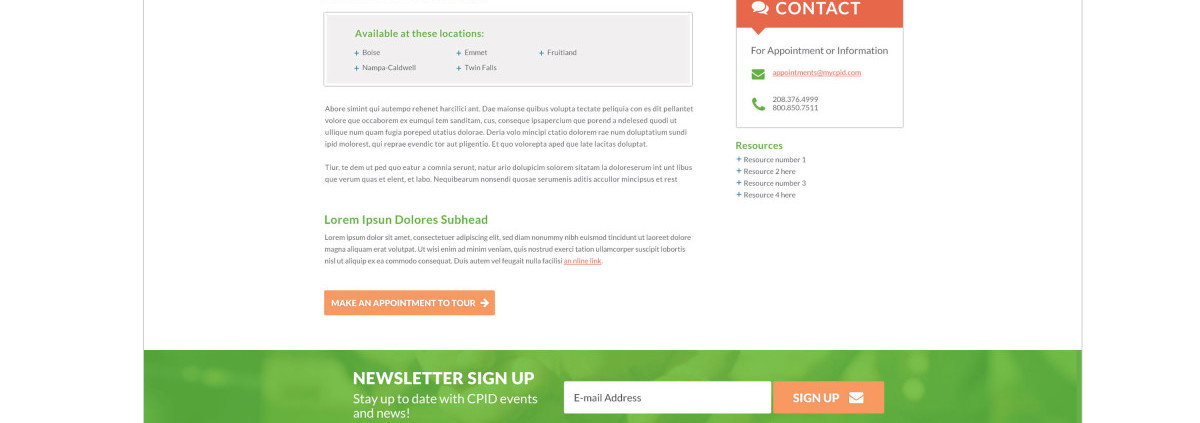 Available at these locations:
+ Boise + Emmet + Fruitland
+ Nampa-Caldwell + Twin Falls
Abore simint qui autempo rehenet harcilici ant. Dae maionse quibus volupta tectate peliquia con es dit pellantet
volore que occaborem ex eumqui tem sanditam, cus, conseque ipsapercium que porend a ndelesed quodi ut
ullique num quam fugia poreped utatius dolorae. Deria volo mincipi ctatio dolorem rae num doluptatium sundi
ipid molorest, qui reprae evendic tor aut pligentio. Et quo volorepta aped que late lacitas doluptat.
Tiur, te dem ut ped quo eatur a comnia serunt, natur ario dolupicim solorem sitatam la doloreserum int unt libus
que verum quas et elent, et labo. Nequibearum nonsendi quosae serumenis aditis accullor mincipsus et rest
Lorem Ipsun Dolores Subhead
Lorem ipsum dolor sit amet, consectetuer adipiscing elit, sed diam nonummy nibh euismod tincidunt ut laoreet dolore
magna aliquam erat volutpat. Ut wisi enim ad minim veniam, quis nostrud exerci tation ullamcorper suscipit lobortis
nisl ut aliquip ex ea commodo consequat. Duis autem vel feugait nulla facilisi an nline link.
MAKE AN APPOINTMENT TO TOUR
CONTACT
For Appointment or Information
appointments@mycpid.com
208.376.4999
800.850.7511
Resources
+ Resource number 1
+ Resource 2 here
+ Resource number 3
+ Resource 4 here
NEWSLETTER SIGN UP
Stay up to date with CPID events
and news!
E-mail Address
SIGN UP